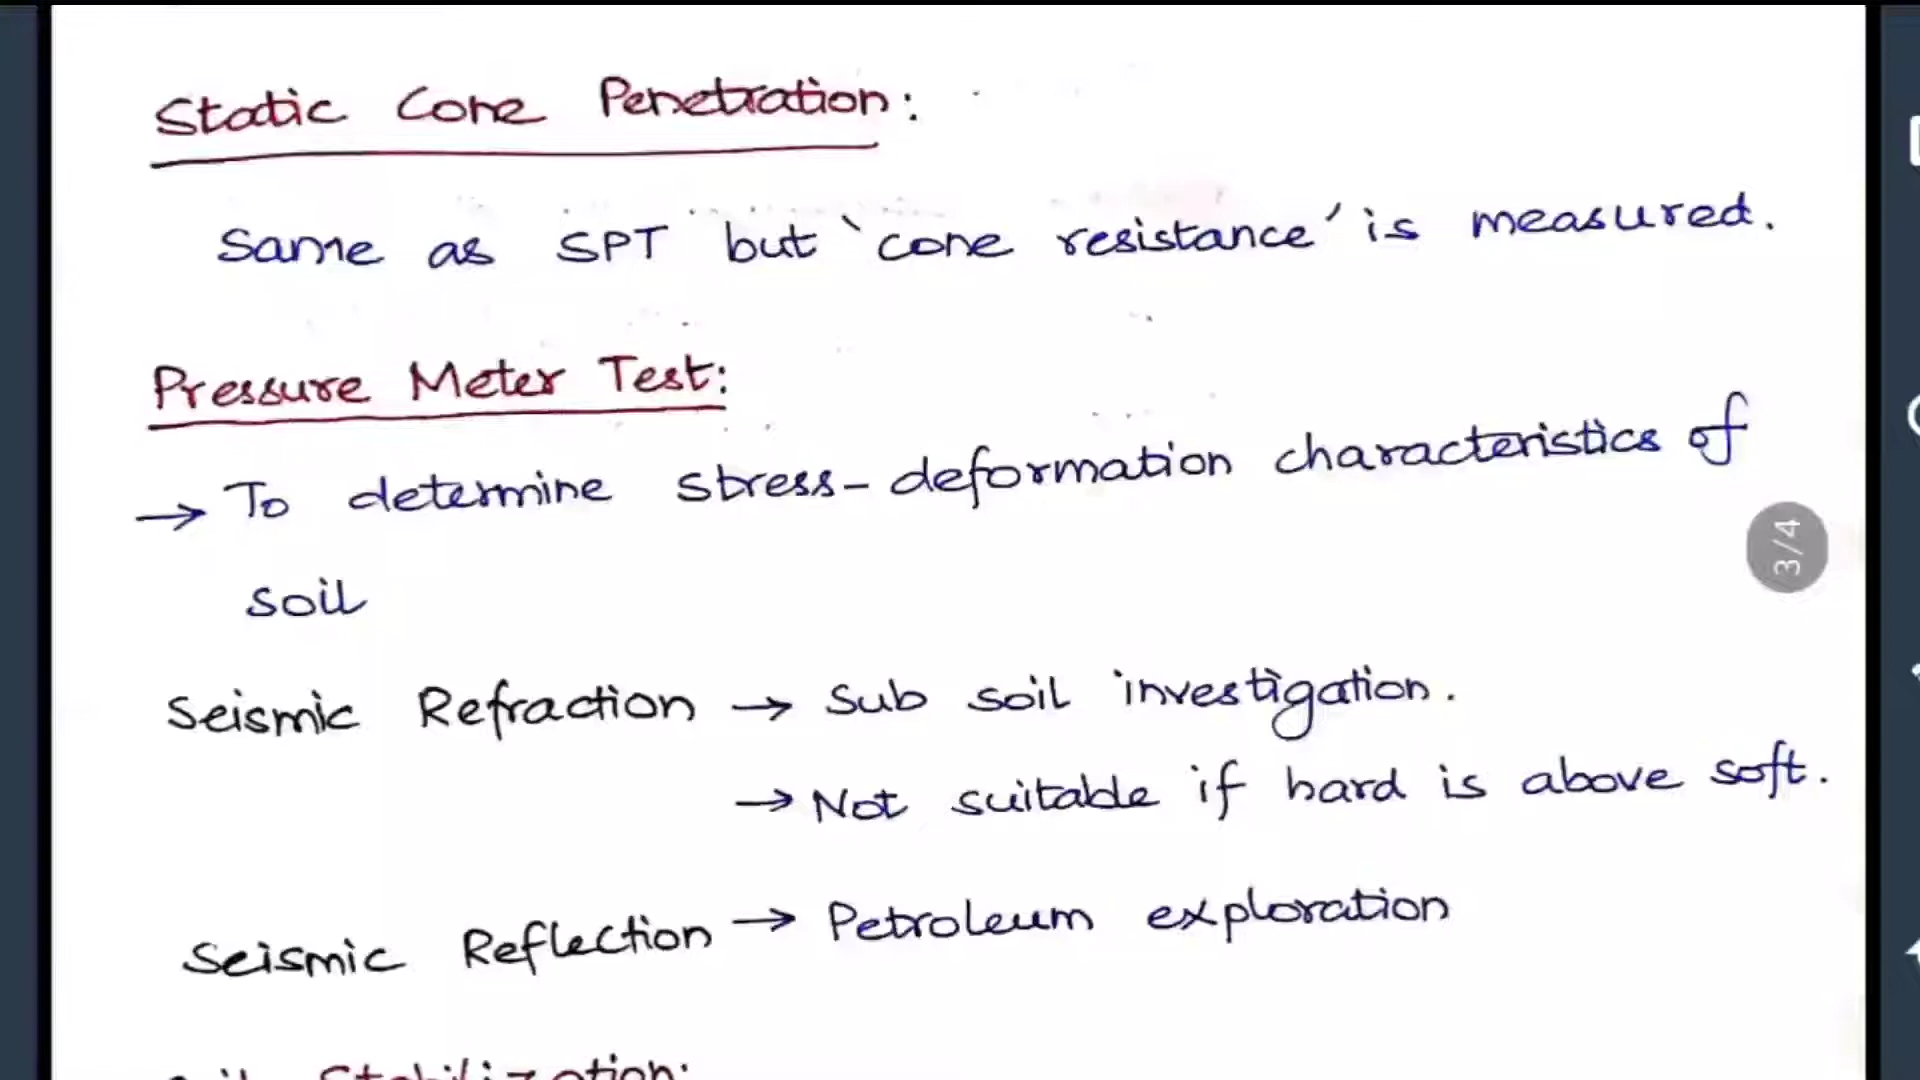 Static Cone Penetration:
Same as SPT but 'cone resistance' is measured.
Pressure Meter Test:
→ To determine stress-deformation characteristics of
soil
Seismic Refraction → Sub soil investigation.
→ Not suitable if hard is above soft.
3/4
Seismic Reflection → Petroleum exploration
Stabilization: